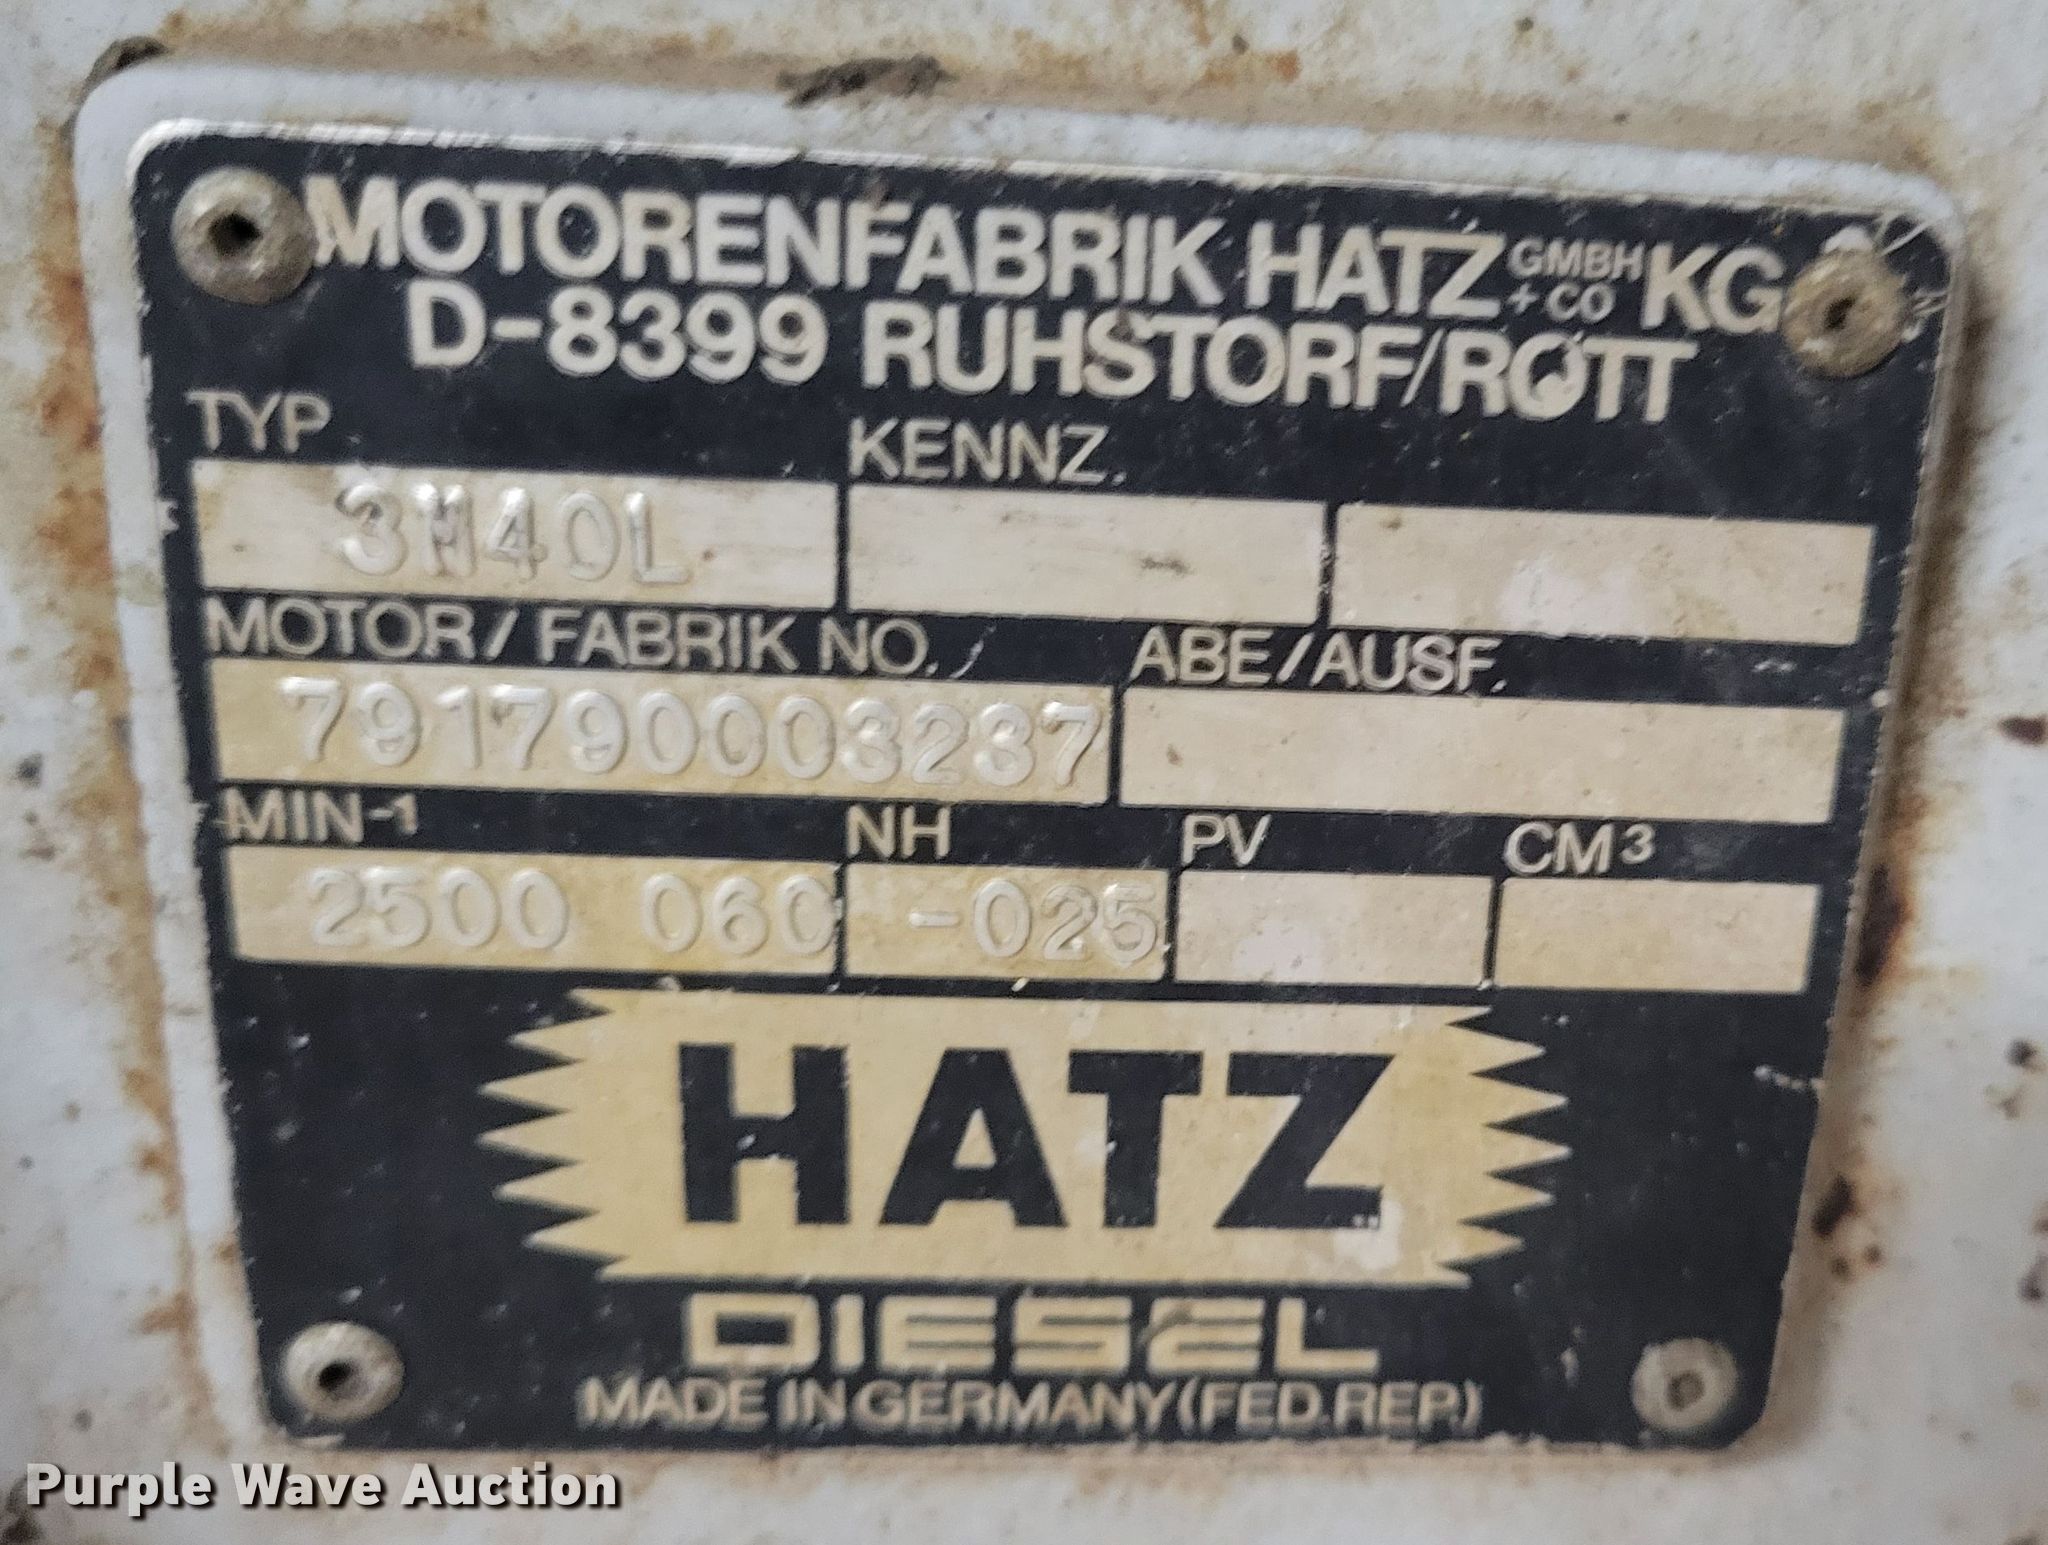 MOTORENFABRIK HATZ GMBH + CO KG
D-8399 RUHSTORF/ROTT
TYP KENNZ.
3M40L
MOTOR/FABRIK NO. ABE/AUSF.
791790003237
MIN-1 NH PV CM³
2500 060 -025
HATZ
DIESEL
MADE IN GERMANY (FED. REP.)
Purple Wave Auction